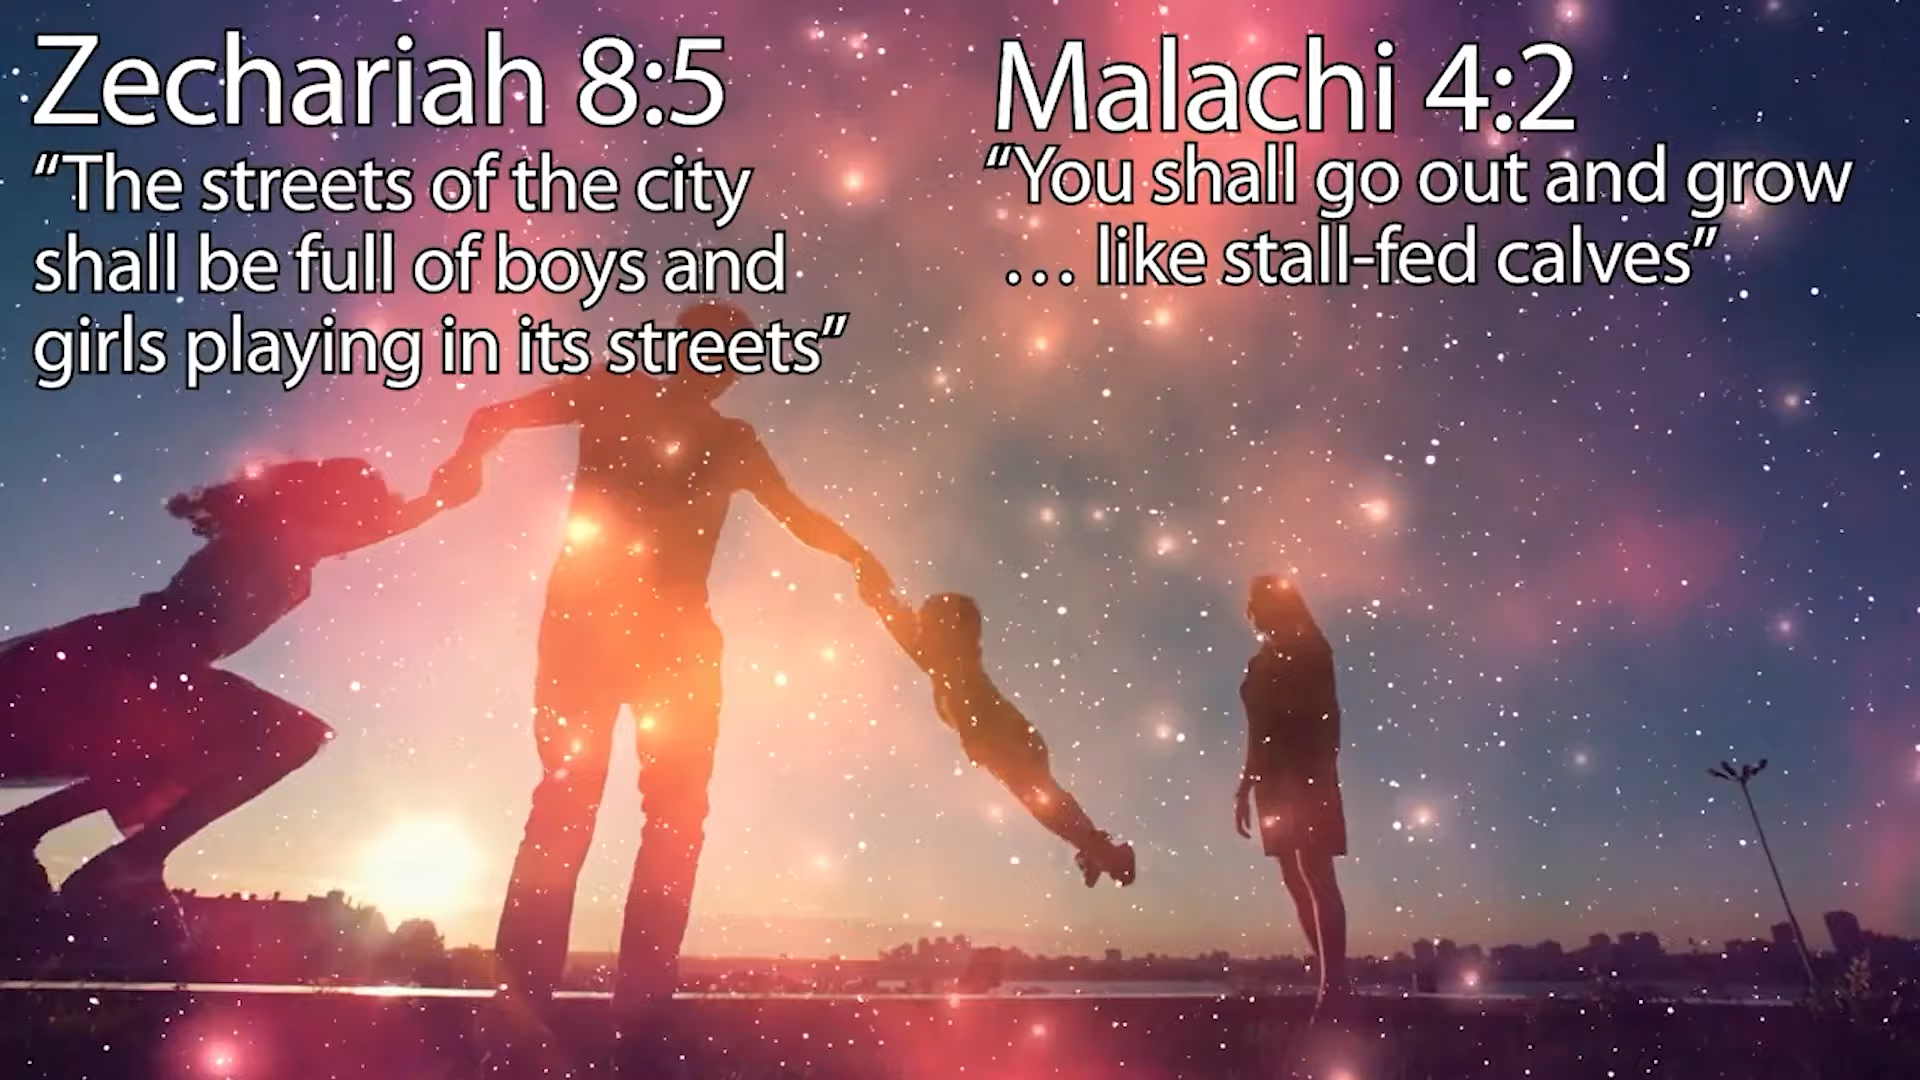 Zechariah 8:5
“The streets of the city
shall be full of boys and
girls playing in its streets”
Malachi 4:2
“You shall go out and grow
... like stall-fed calves”